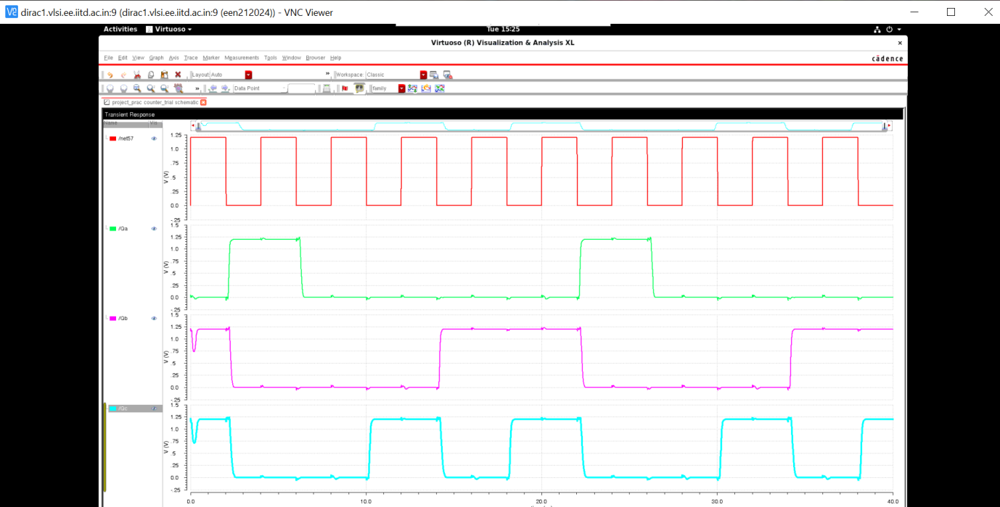 dirac1.vlsi.ee.iitd.ac.in:9 (dirac1.vlsi.ee.iitd.ac.in:9 (een212024)) - VNC Viewer
Activities Virtuoso Tue 15:25
Virtuoso (R) Visualization & Analysis XL
File Edit View Graph Axis Trace Marker Measurements Tools Window Browser Help cādence
Layout: Auto » Workspace: Classic
» Data Point family
project_prac counter_trial schematic
Transient Response
Name Vis
/net57
1.25
1.0
.75
.5
.25
0.0
-.25
V (V)
/Qa
1.5
1.25
1.0
.75
.5
.25
0.0
-.25
V (V)
/Qb
1.5
1.25
1.0
.75
.5
.25
0.0
-.25
V (V)
/Qc
1.5
1.25
1.0
.75
.5
.25
0.0
-.25
V (V)
0.0 10.0 20.0 30.0 40.0